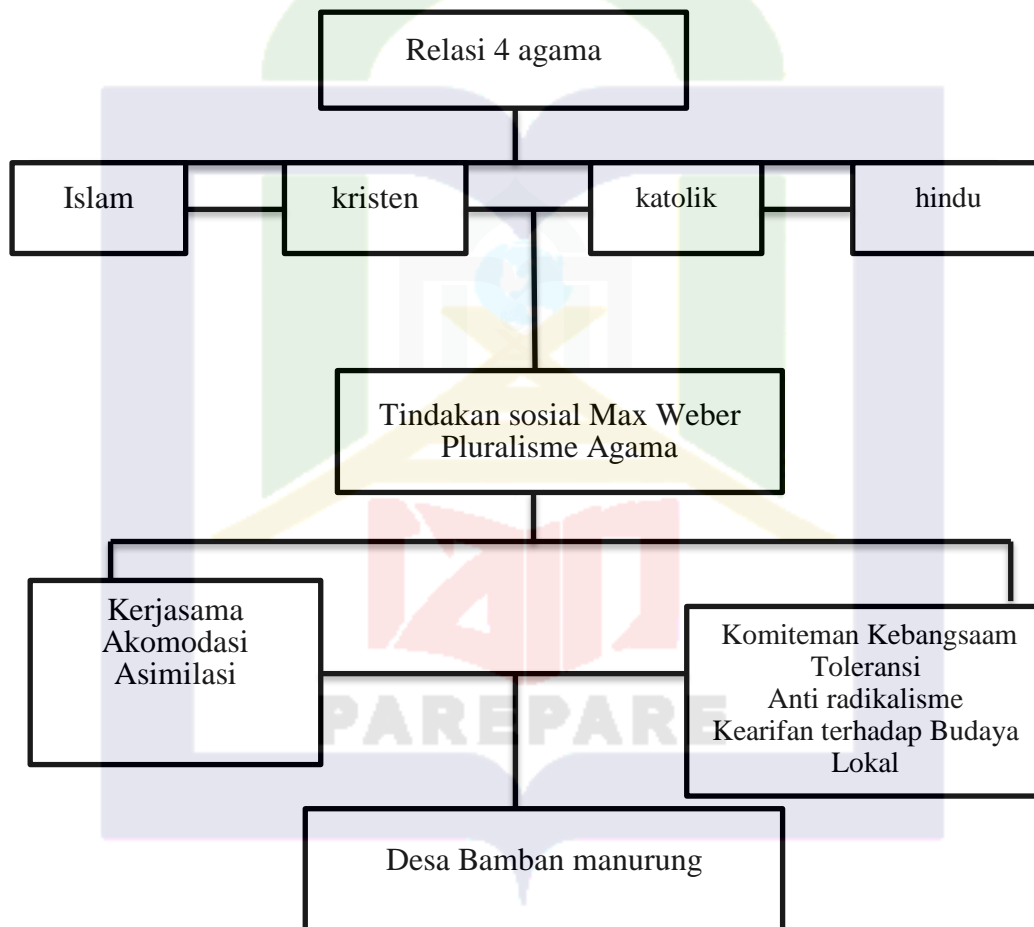 Relasi 4 agama
Islam
kristen
katolik
hindu
Tindakan sosial Max Weber
Pluralisme Agama
Kerjasama
Akomodasi
Asimilasi
Komiteman Kebangsaam
Toleransi
Anti radikalisme
Kearifan terhadap Budaya
Lokal
PAREPARE
Desa Bamban manurung